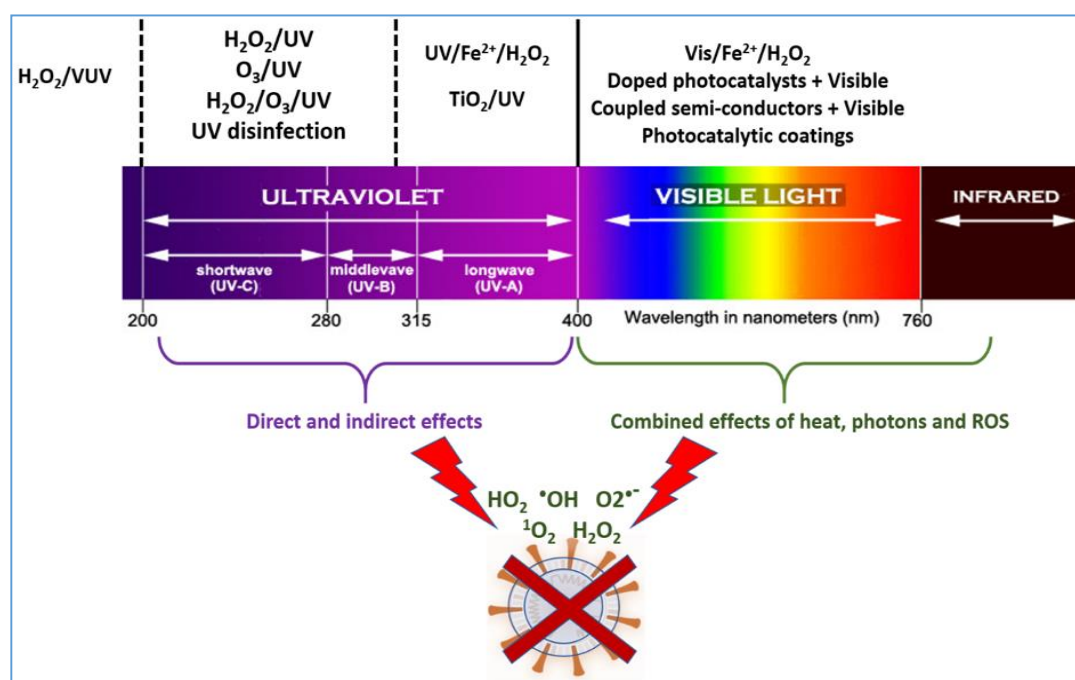 H₂O₂/VUV
H₂O₂/UV
O₃/UV
H₂O₂/O₃/UV
UV disinfection
UV/Fe²⁺/H₂O₂
TiO₂/UV
Vis/Fe²⁺/H₂O₂
Doped photocatalysts + Visible
Coupled semi-conductors + Visible
Photocatalytic coatings
ULTRAVIOLET
VISIBLE LIGHT
INFRARED
shortwave
(UV-C)
middlevave
(UV-B)
longwave
(UV-A)
200
280
315
400
Wavelength in nanometers (nm)
760
Direct and indirect effects
Combined effects of heat, photons and ROS
HO₂ •OH O2•⁻
¹O₂ H₂O₂